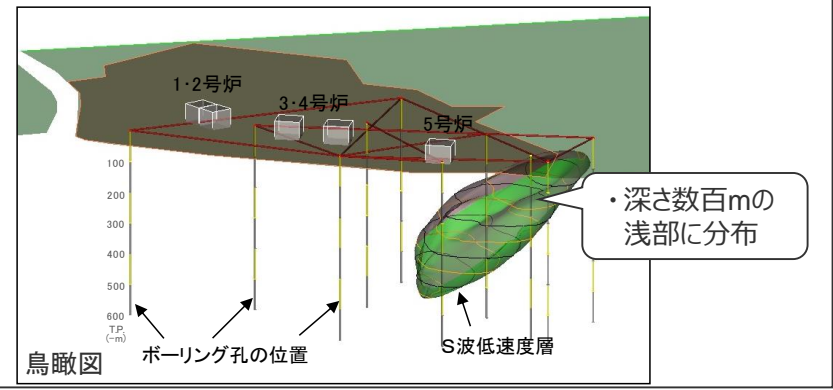 1・2号炉
3・4号炉
5号炉
100
200
300
400
500
600
T.P.
(-m)
・深さ数百mの
浅部に分布
ボーリング孔の位置
S波低速度層
鳥瞰図